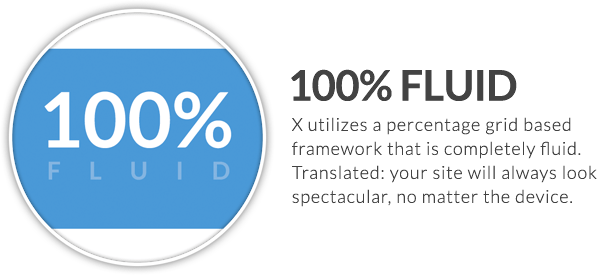 100%
FLUID
100% FLUID
X utilizes a percentage grid based
framework that is completely fluid.
Translated: your site will always look
spectacular, no matter the device.